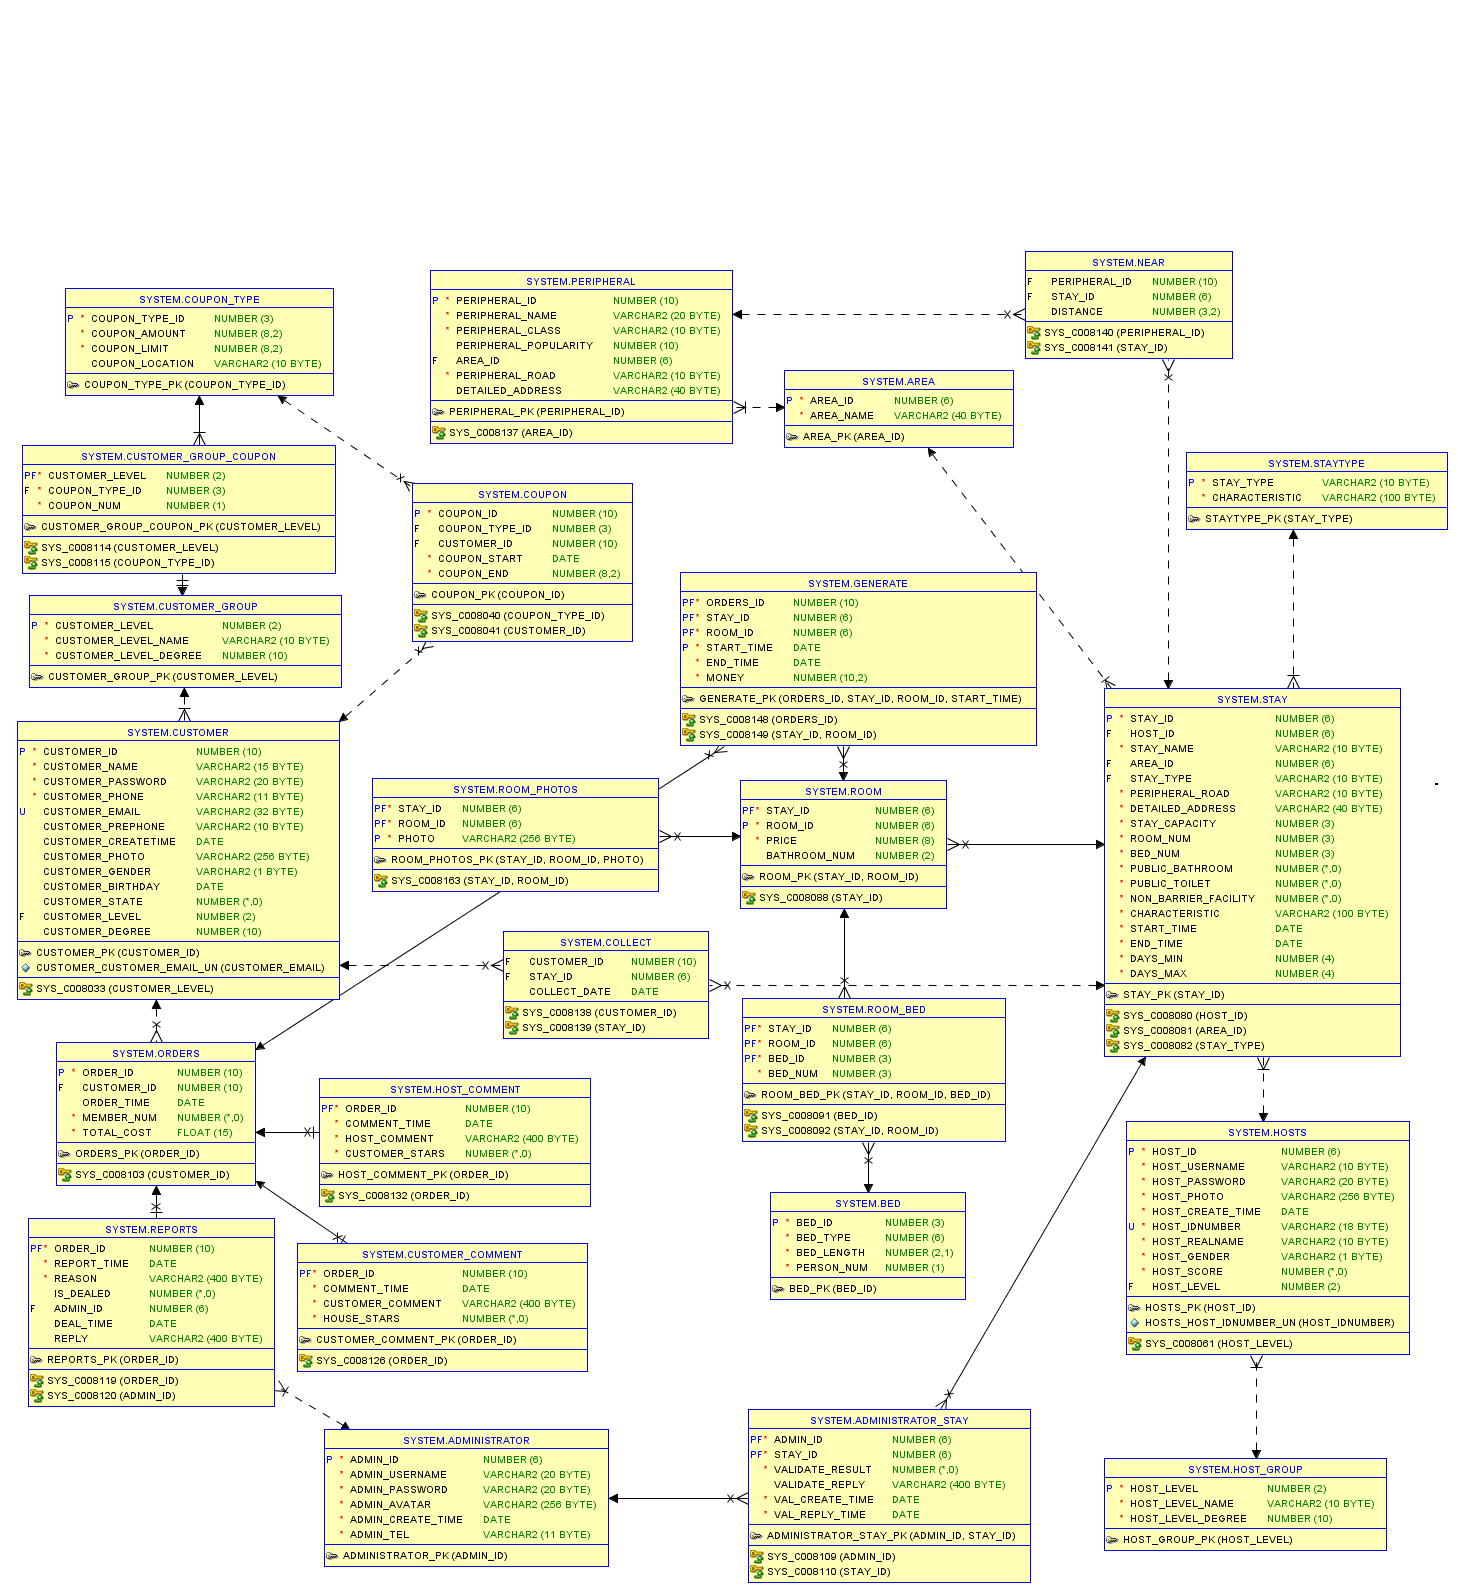 SYSTEM.NEAR
F PERIPHERAL_ID NUMBER (10)
F STAY_ID NUMBER (6)
DISTANCE NUMBER (3,2)
SYS_C008140 (PERIPHERAL_ID)
SYS_C008141 (STAY_ID)
SYSTEM.PERIPHERAL
P * PERIPHERAL_ID NUMBER (10)
* PERIPHERAL_NAME VARCHAR2 (20 BYTE)
* PERIPHERAL_CLASS VARCHAR2 (10 BYTE)
PERIPHERAL_POPULARITY NUMBER (10)
F AREA_ID NUMBER (6)
* PERIPHERAL_ROAD VARCHAR2 (10 BYTE)
DETAILED_ADDRESS VARCHAR2 (40 BYTE)
PERIPHERAL_PK (PERIPHERAL_ID)
SYS_C008137 (AREA_ID)
SYSTEM.COUPON_TYPE
P * COUPON_TYPE_ID NUMBER (3)
* COUPON_AMOUNT NUMBER (8,2)
* COUPON_LIMIT NUMBER (8,2)
COUPON_LOCATION VARCHAR2 (10 BYTE)
COUPON_TYPE_PK (COUPON_TYPE_ID)
SYSTEM.AREA
P * AREA_ID NUMBER (6)
* AREA_NAME VARCHAR2 (40 BYTE)
AREA_PK (AREA_ID)
SYSTEM.CUSTOMER_GROUP_COUPON
PF* CUSTOMER_LEVEL NUMBER (2)
F * COUPON_TYPE_ID NUMBER (3)
* COUPON_NUM NUMBER (1)
CUSTOMER_GROUP_COUPON_PK (CUSTOMER_LEVEL)
SYS_C008114 (CUSTOMER_LEVEL)
SYS_C008115 (COUPON_TYPE_ID)
SYSTEM.STAYTYPE
P * STAY_TYPE VARCHAR2 (10 BYTE)
* CHARACTERISTIC VARCHAR2 (100 BYTE)
STAYTYPE_PK (STAY_TYPE)
SYSTEM.COUPON
P * COUPON_ID NUMBER (10)
F COUPON_TYPE_ID NUMBER (3)
F CUSTOMER_ID NUMBER (10)
* COUPON_START DATE
* COUPON_END NUMBER (8,2)
COUPON_PK (COUPON_ID)
SYS_C008040 (COUPON_TYPE_ID)
SYS_C008041 (CUSTOMER_ID)
SYSTEM.GENERATE
PF* ORDERS_ID NUMBER (10)
PF* STAY_ID NUMBER (6)
PF* ROOM_ID NUMBER (6)
P * START_TIME DATE
* END_TIME DATE
* MONEY NUMBER (10,2)
GENERATE_PK (ORDERS_ID, STAY_ID, ROOM_ID, START_TIME)
SYS_C008148 (ORDERS_ID)
SYS_C008149 (STAY_ID, ROOM_ID)
SYSTEM.CUSTOMER_GROUP
P * CUSTOMER_LEVEL NUMBER (2)
* CUSTOMER_LEVEL_NAME VARCHAR2 (10 BYTE)
* CUSTOMER_LEVEL_DEGREE NUMBER (10)
CUSTOMER_GROUP_PK (CUSTOMER_LEVEL)
SYSTEM.STAY
P * STAY_ID NUMBER (6)
F HOST_ID NUMBER (6)
* STAY_NAME VARCHAR2 (10 BYTE)
F AREA_ID NUMBER (6)
F STAY_TYPE VARCHAR2 (10 BYTE)
* PERIPHERAL_ROAD VARCHAR2 (10 BYTE)
* DETAILED_ADDRESS VARCHAR2 (40 BYTE)
* STAY_CAPACITY NUMBER (3)
* ROOM_NUM NUMBER (3)
* BED_NUM NUMBER (3)
* PUBLIC_BATHROOM NUMBER (*,0)
* PUBLIC_TOILET NUMBER (*,0)
* NON_BARRIER_FACILITY NUMBER (*,0)
* CHARACTERISTIC VARCHAR2 (100 BYTE)
* START_TIME DATE
* END_TIME DATE
* DAYS_MIN NUMBER (4)
* DAYS_MAX NUMBER (4)
STAY_PK (STAY_ID)
SYS_C008080 (HOST_ID)
SYS_C008081 (AREA_ID)
SYS_C008082 (STAY_TYPE)
SYSTEM.CUSTOMER
P * CUSTOMER_ID NUMBER (10)
* CUSTOMER_NAME VARCHAR2 (15 BYTE)
* CUSTOMER_PASSWORD VARCHAR2 (20 BYTE)
* CUSTOMER_PHONE VARCHAR2 (11 BYTE)
U CUSTOMER_EMAIL VARCHAR2 (32 BYTE)
CUSTOMER_PREPHONE VARCHAR2 (10 BYTE)
CUSTOMER_CREATETIME DATE
CUSTOMER_PHOTO VARCHAR2 (256 BYTE)
CUSTOMER_GENDER VARCHAR2 (1 BYTE)
CUSTOMER_BIRTHDAY DATE
CUSTOMER_STATE NUMBER (*,0)
F CUSTOMER_LEVEL NUMBER (2)
CUSTOMER_DEGREE NUMBER (10)
CUSTOMER_PK (CUSTOMER_ID)
CUSTOMER_CUSTOMER_EMAIL_UN (CUSTOMER_EMAIL)
SYS_C008033 (CUSTOMER_LEVEL)
SYSTEM.ROOM_PHOTOS
PF* STAY_ID NUMBER (6)
PF* ROOM_ID NUMBER (6)
P * PHOTO VARCHAR2 (256 BYTE)
ROOM_PHOTOS_PK (STAY_ID, ROOM_ID, PHOTO)
SYS_C008163 (STAY_ID, ROOM_ID)
SYSTEM.ROOM
PF* STAY_ID NUMBER (6)
P * ROOM_ID NUMBER (6)
* PRICE NUMBER (8)
BATHROOM_NUM NUMBER (2)
ROOM_PK (STAY_ID, ROOM_ID)
SYS_C008088 (STAY_ID)
SYSTEM.COLLECT
F CUSTOMER_ID NUMBER (10)
F STAY_ID NUMBER (6)
COLLECT_DATE DATE
SYS_C008138 (CUSTOMER_ID)
SYS_C008139 (STAY_ID)
SYSTEM.ROOM_BED
PF* STAY_ID NUMBER (6)
PF* ROOM_ID NUMBER (6)
PF* BED_ID NUMBER (3)
* BED_NUM NUMBER (3)
ROOM_BED_PK (STAY_ID, ROOM_ID, BED_ID)
SYS_C008091 (BED_ID)
SYS_C008092 (STAY_ID, ROOM_ID)
SYSTEM.ORDERS
P * ORDER_ID NUMBER (10)
F CUSTOMER_ID NUMBER (10)
ORDER_TIME DATE
* MEMBER_NUM NUMBER (*,0)
* TOTAL_COST FLOAT (15)
ORDERS_PK (ORDER_ID)
SYS_C008103 (CUSTOMER_ID)
SYSTEM.HOST_COMMENT
PF* ORDER_ID NUMBER (10)
* COMMENT_TIME DATE
* HOST_COMMENT VARCHAR2 (400 BYTE)
* CUSTOMER_STARS NUMBER (*,0)
HOST_COMMENT_PK (ORDER_ID)
SYS_C008132 (ORDER_ID)
SYSTEM.HOSTS
P * HOST_ID NUMBER (6)
* HOST_USERNAME VARCHAR2 (10 BYTE)
* HOST_PASSWORD VARCHAR2 (20 BYTE)
* HOST_PHOTO VARCHAR2 (256 BYTE)
* HOST_CREATE_TIME DATE
U * HOST_IDNUMBER VARCHAR2 (18 BYTE)
* HOST_REALNAME VARCHAR2 (10 BYTE)
* HOST_GENDER VARCHAR2 (1 BYTE)
* HOST_SCORE NUMBER (*,0)
F HOST_LEVEL NUMBER (2)
HOSTS_PK (HOST_ID)
HOSTS_HOST_IDNUMBER_UN (HOST_IDNUMBER)
SYS_C008061 (HOST_LEVEL)
SYSTEM.BED
P * BED_ID NUMBER (3)
* BED_TYPE NUMBER (6)
* BED_LENGTH NUMBER (2,1)
* PERSON_NUM NUMBER (1)
BED_PK (BED_ID)
SYSTEM.REPORTS
PF* ORDER_ID NUMBER (10)
* REPORT_TIME DATE
* REASON VARCHAR2 (400 BYTE)
IS_DEALED NUMBER (*,0)
F ADMIN_ID NUMBER (6)
DEAL_TIME DATE
REPLY VARCHAR2 (400 BYTE)
REPORTS_PK (ORDER_ID)
SYS_C008119 (ORDER_ID)
SYS_C008120 (ADMIN_ID)
SYSTEM.CUSTOMER_COMMENT
PF* ORDER_ID NUMBER (10)
* COMMENT_TIME DATE
* CUSTOMER_COMMENT VARCHAR2 (400 BYTE)
* HOUSE_STARS NUMBER (*,0)
CUSTOMER_COMMENT_PK (ORDER_ID)
SYS_C008126 (ORDER_ID)
SYSTEM.ADMINISTRATOR
P * ADMIN_ID NUMBER (6)
* ADMIN_USERNAME VARCHAR2 (20 BYTE)
* ADMIN_PASSWORD VARCHAR2 (20 BYTE)
* ADMIN_AVATAR VARCHAR2 (256 BYTE)
* ADMIN_CREATE_TIME DATE
* ADMIN_TEL VARCHAR2 (11 BYTE)
ADMINISTRATOR_PK (ADMIN_ID)
SYSTEM.ADMINISTRATOR_STAY
PF* ADMIN_ID NUMBER (6)
PF* STAY_ID NUMBER (6)
* VALIDATE_RESULT NUMBER (*,0)
VALIDATE_REPLY VARCHAR2 (400 BYTE)
* VAL_CREATE_TIME DATE
* VAL_REPLY_TIME DATE
ADMINISTRATOR_STAY_PK (ADMIN_ID, STAY_ID)
SYS_C008109 (ADMIN_ID)
SYS_C008110 (STAY_ID)
SYSTEM.HOST_GROUP
P * HOST_LEVEL NUMBER (2)
* HOST_LEVEL_NAME VARCHAR2 (10 BYTE)
* HOST_LEVEL_DEGREE NUMBER (10)
HOST_GROUP_PK (HOST_LEVEL)